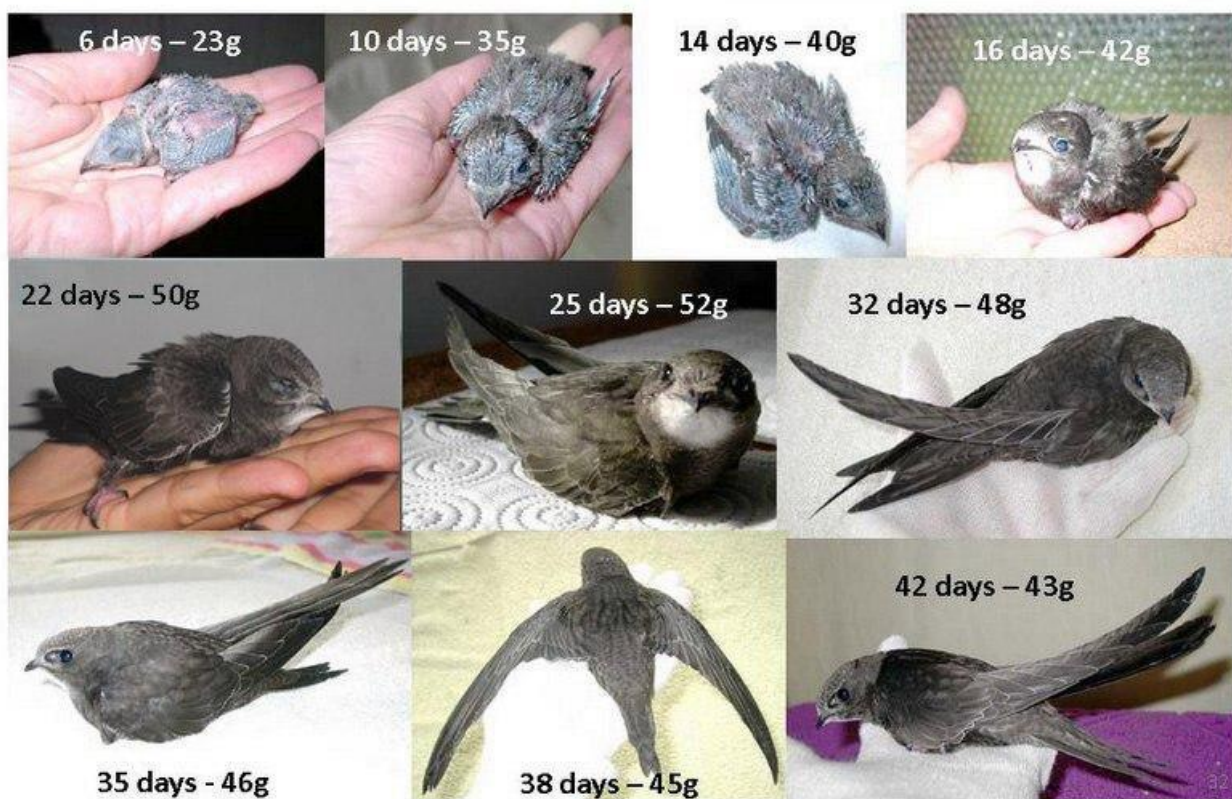 6 days – 23g
10 days – 35g
14 days – 40g
16 days – 42g
22 days – 50g
25 days – 52g
32 days – 48g
35 days - 46g
38 days – 45g
42 days – 43g